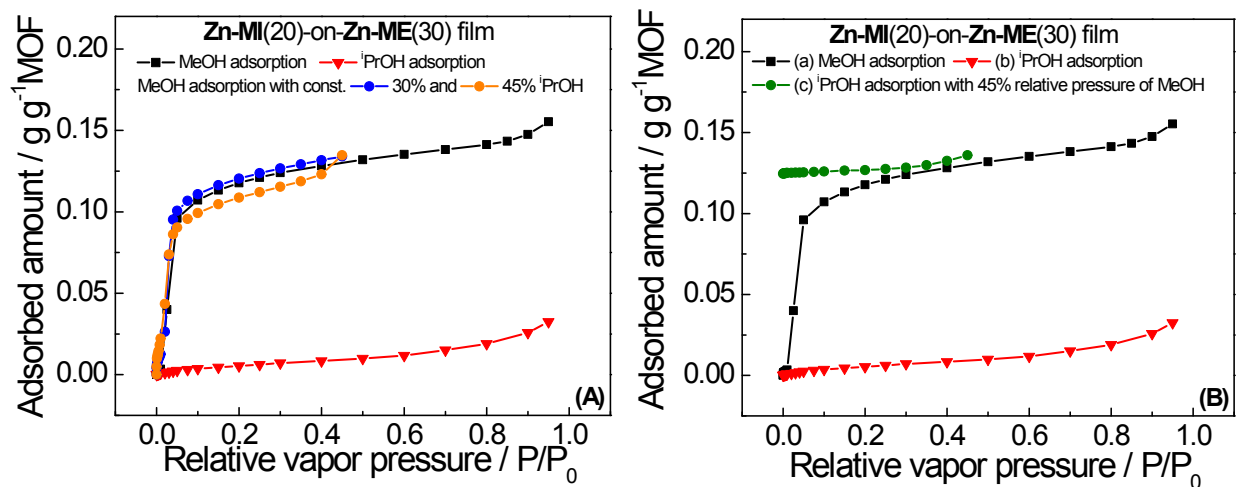 Zn-MI(20)-on-Zn-ME(30) film
MeOH adsorption iPrOH adsorption
MeOH adsorption with const. 30% and 45% iPrOH
0.20
0.15
0.10
0.05
0.00
Adsorbed amount / g g-1MOF
(A)
0.0 0.2 0.4 0.6 0.8 1.0
Relative vapor pressure / P/P0
Zn-MI(20)-on-Zn-ME(30) film
(a) MeOH adsorption (b) iPrOH adsorption
(c) iPrOH adsorption with 45% relative pressure of MeOH
0.20
0.15
0.10
0.05
0.00
Adsorbed amount / g g-1MOF
(B)
0.0 0.2 0.4 0.6 0.8 1.0
Relative vapor pressure / P/P0